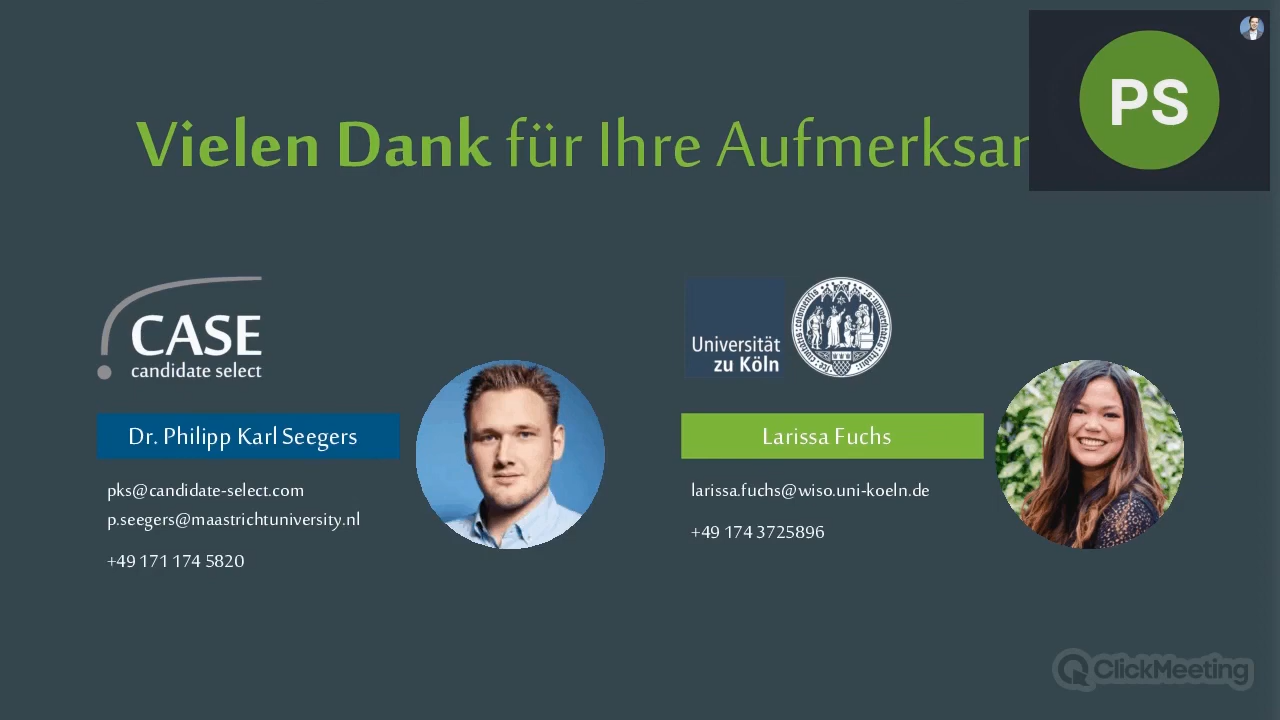 Vielen Dank für Ihre Aufmerksam
PS
CASE
candidate select
Universität
zu Köln
Dr. Philipp Karl Seegers
Larissa Fuchs
pks@candidate-select.com
p.seegers@maastrichtuniversity.nl
+49 171 174 5820
larissa.fuchs@wiso.uni-koeln.de
+49 174 3725896
ClickMeeting